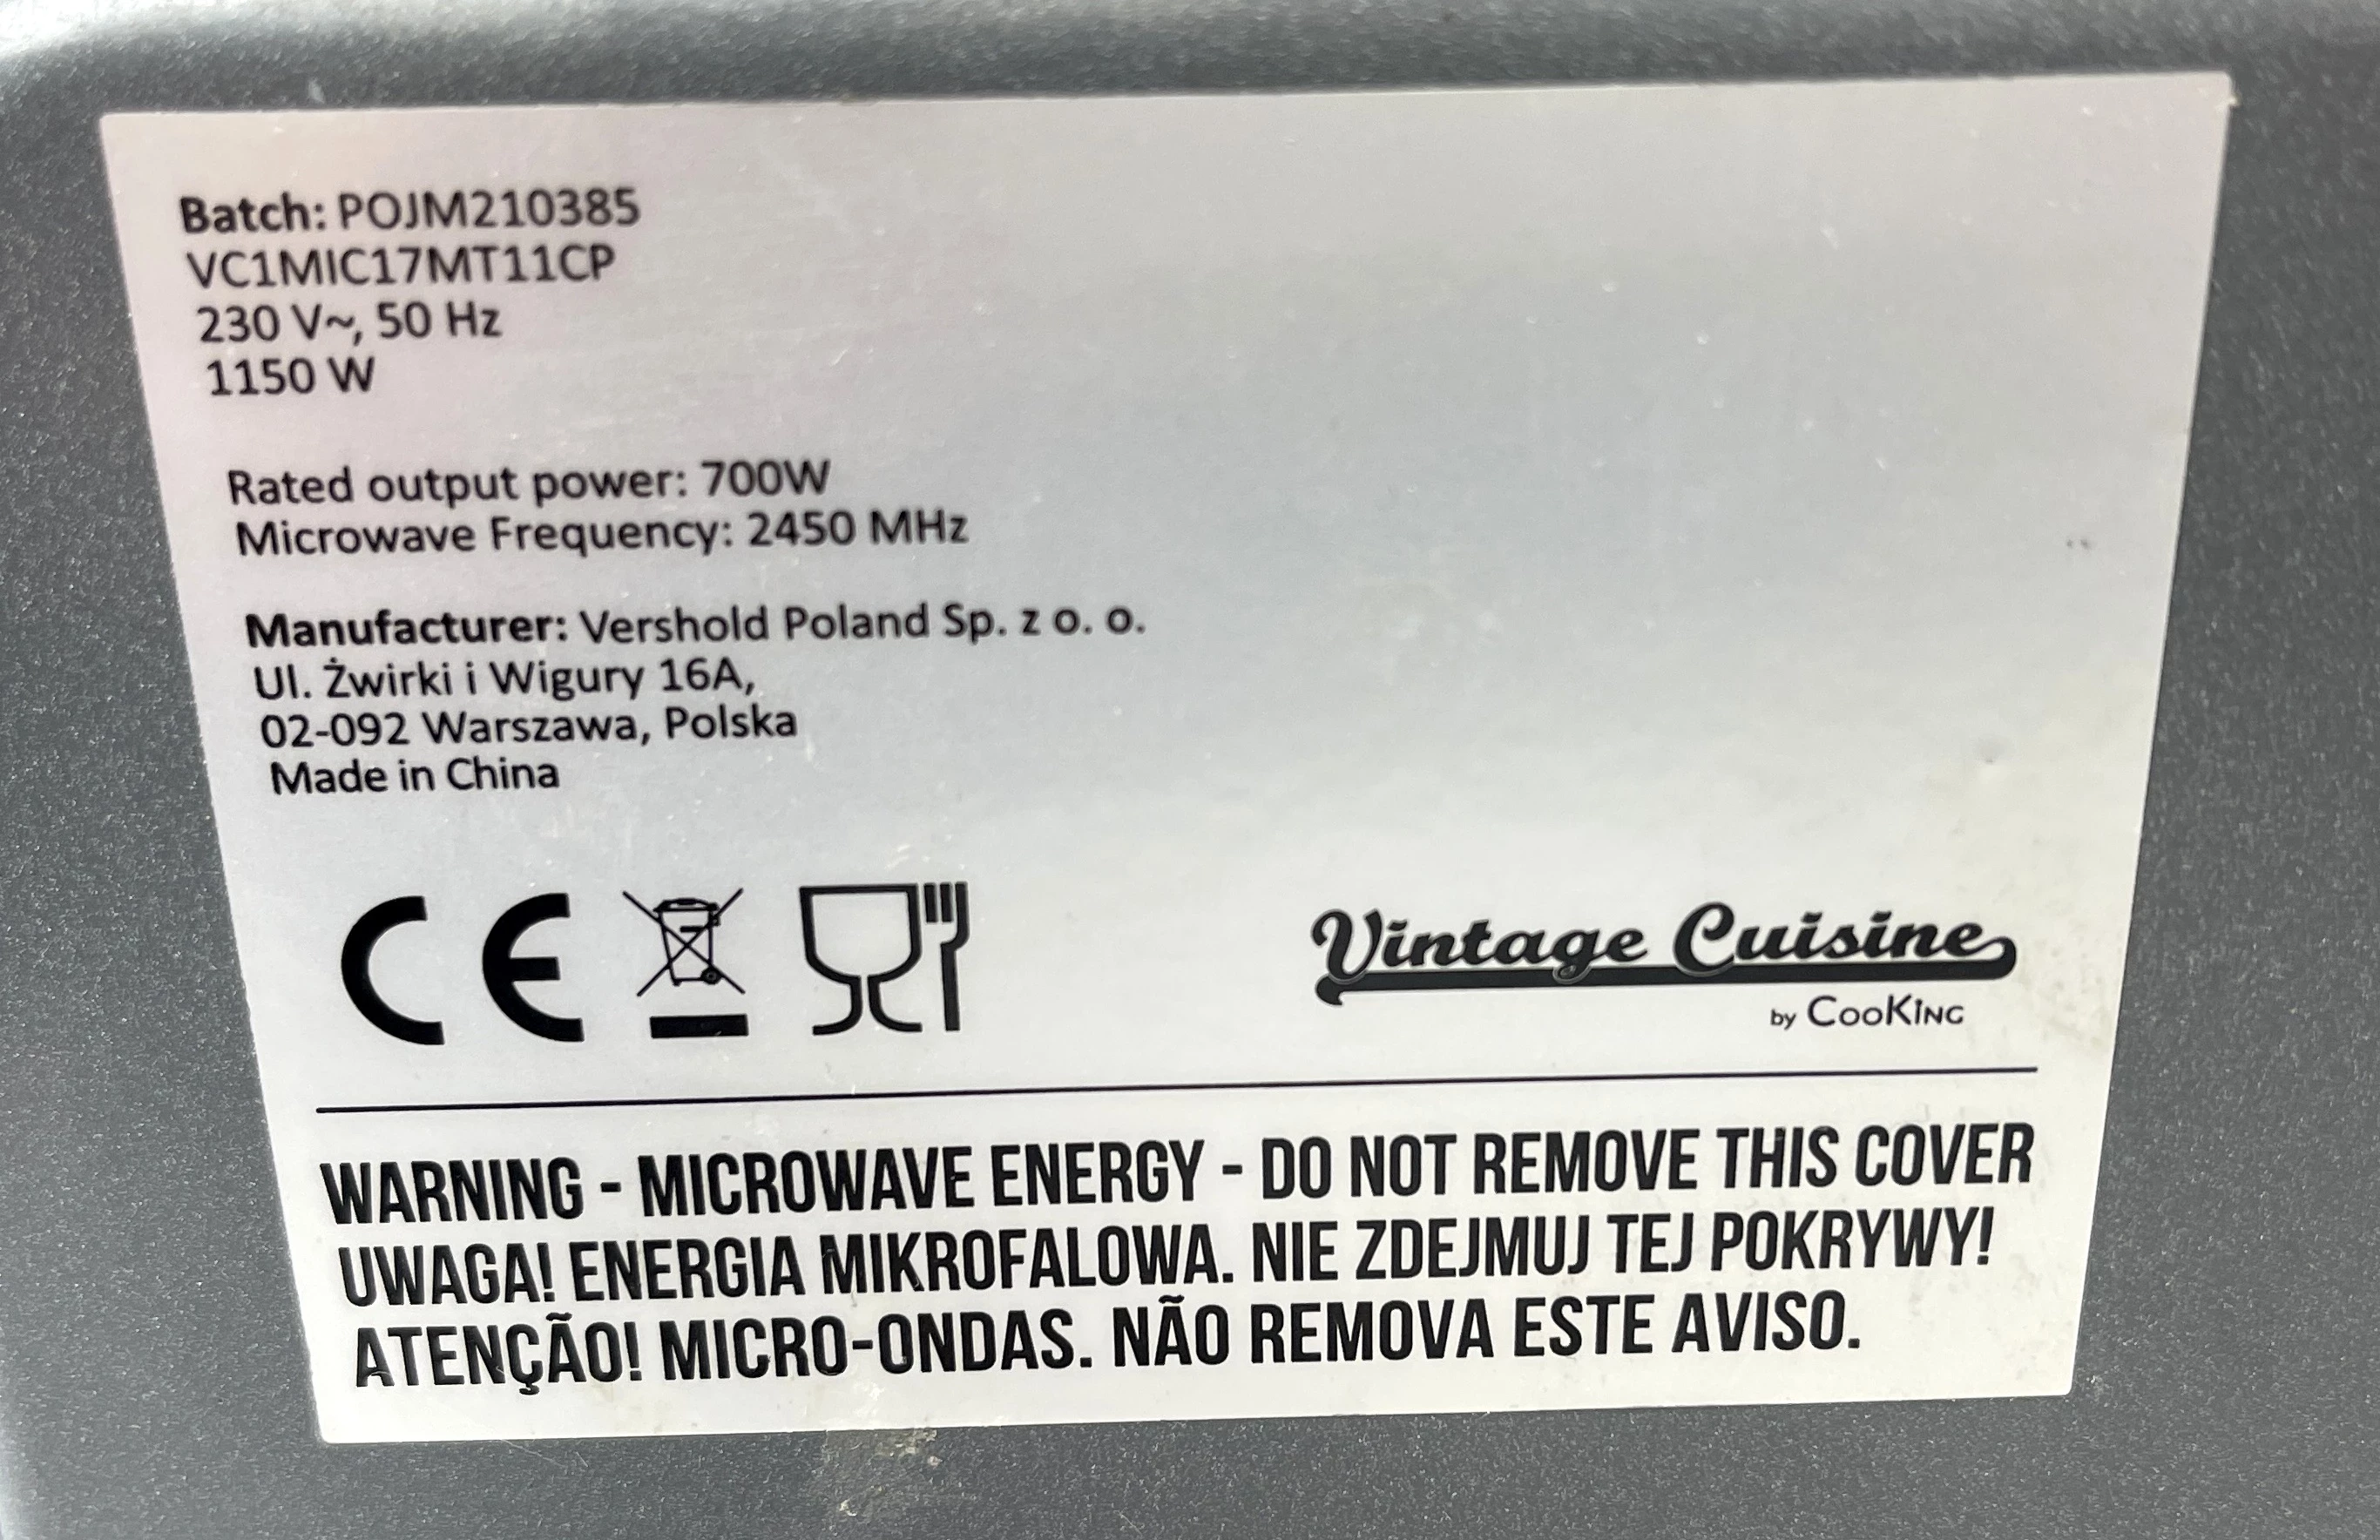 Batch: POJM210385
VC1MIC17MT11CP
230 V~, 50 Hz
1150 W
Rated output power: 700W
Microwave Frequency: 2450 MHz
Manufacturer: Vershold Poland Sp. z o. o.
Ul. Żwirki i Wigury 16A,
02-092 Warszawa, Polska
Made in China
CE
Vintage Cuisine
by CooKiNG
WARNING - MICROWAVE ENERGY - DO NOT REMOVE THIS COVER
UWAGA! ENERGIA MIKROFALOWA. NIE ZDEJMUJ TEJ POKRYWY!
ATENÇÃO! MICRO-ONDAS. NÃO REMOVA ESTE AVISO.